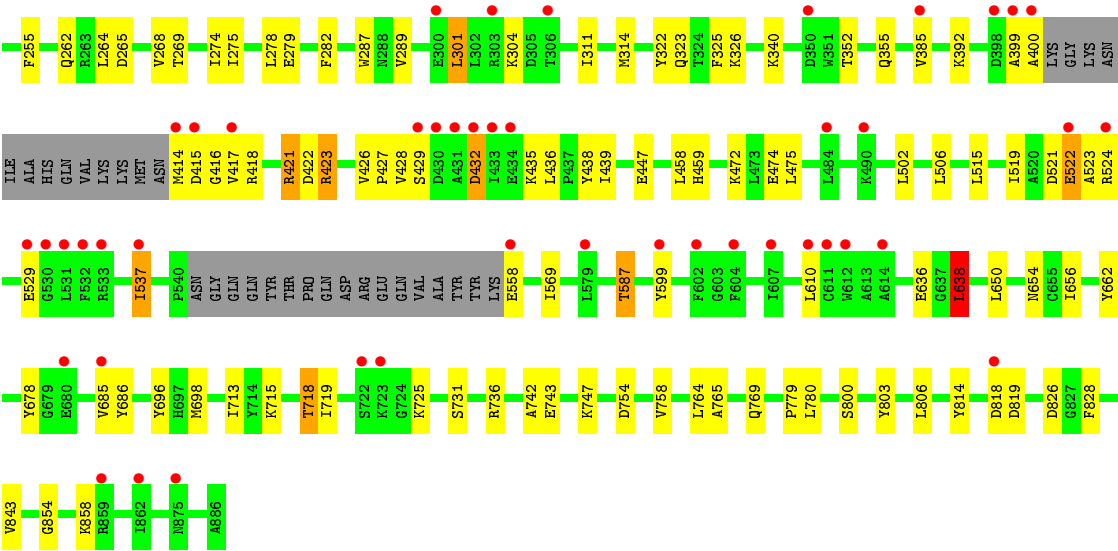 F255 Q262 R263 L264 D265 V268 T269 I274 I275 L278 E279 F282 W287 N288 V289 E300 L301 L302 R303 K304 D305 T306 I311 M314 Y322 Q323 T324 F325 K326 K340 D350 W351 T352 Q355 V385 K392 D398 A399 A400 LYS GLY LYS ASN
ILE ALA HIS GLN VAL LYS LYS MET ASN M414 D415 G416 V417 R418 R421 D422 R423 V426 P427 V428 S429 D430 A431 D432 I433 E434 K435 L436 P437 Y438 I439 E447 L458 H459 K472 L473 E474 L475 L484 K490 L502 L506 L515 I519 A520 D521 E522 A523 R524
E529 G530 L531 F532 R533 I537 P540 ASN GLY GLN GLN TYR THR PRO GLN ASP ARG GLU GLN VAL ALA TYR TYR LYS E558 I569 L579 T587 Y599 F602 G603 F604 I607 L610 C611 W612 A613 A614 E636 G637 L638 L650 N654 C655 I656 Y662
Y678 G679 E680 V685 Y686 Y696 H697 M698 I713 Y714 K715 T718 I719 S722 K723 G724 K725 S731 R736 A742 E743 K747 D754 V758 L764 A765 Q769 P779 L780 S800 Y803 L806 Y814 D818 D819 D826 G827 F828
V843 G854 K858 R859 I862 N875 A886